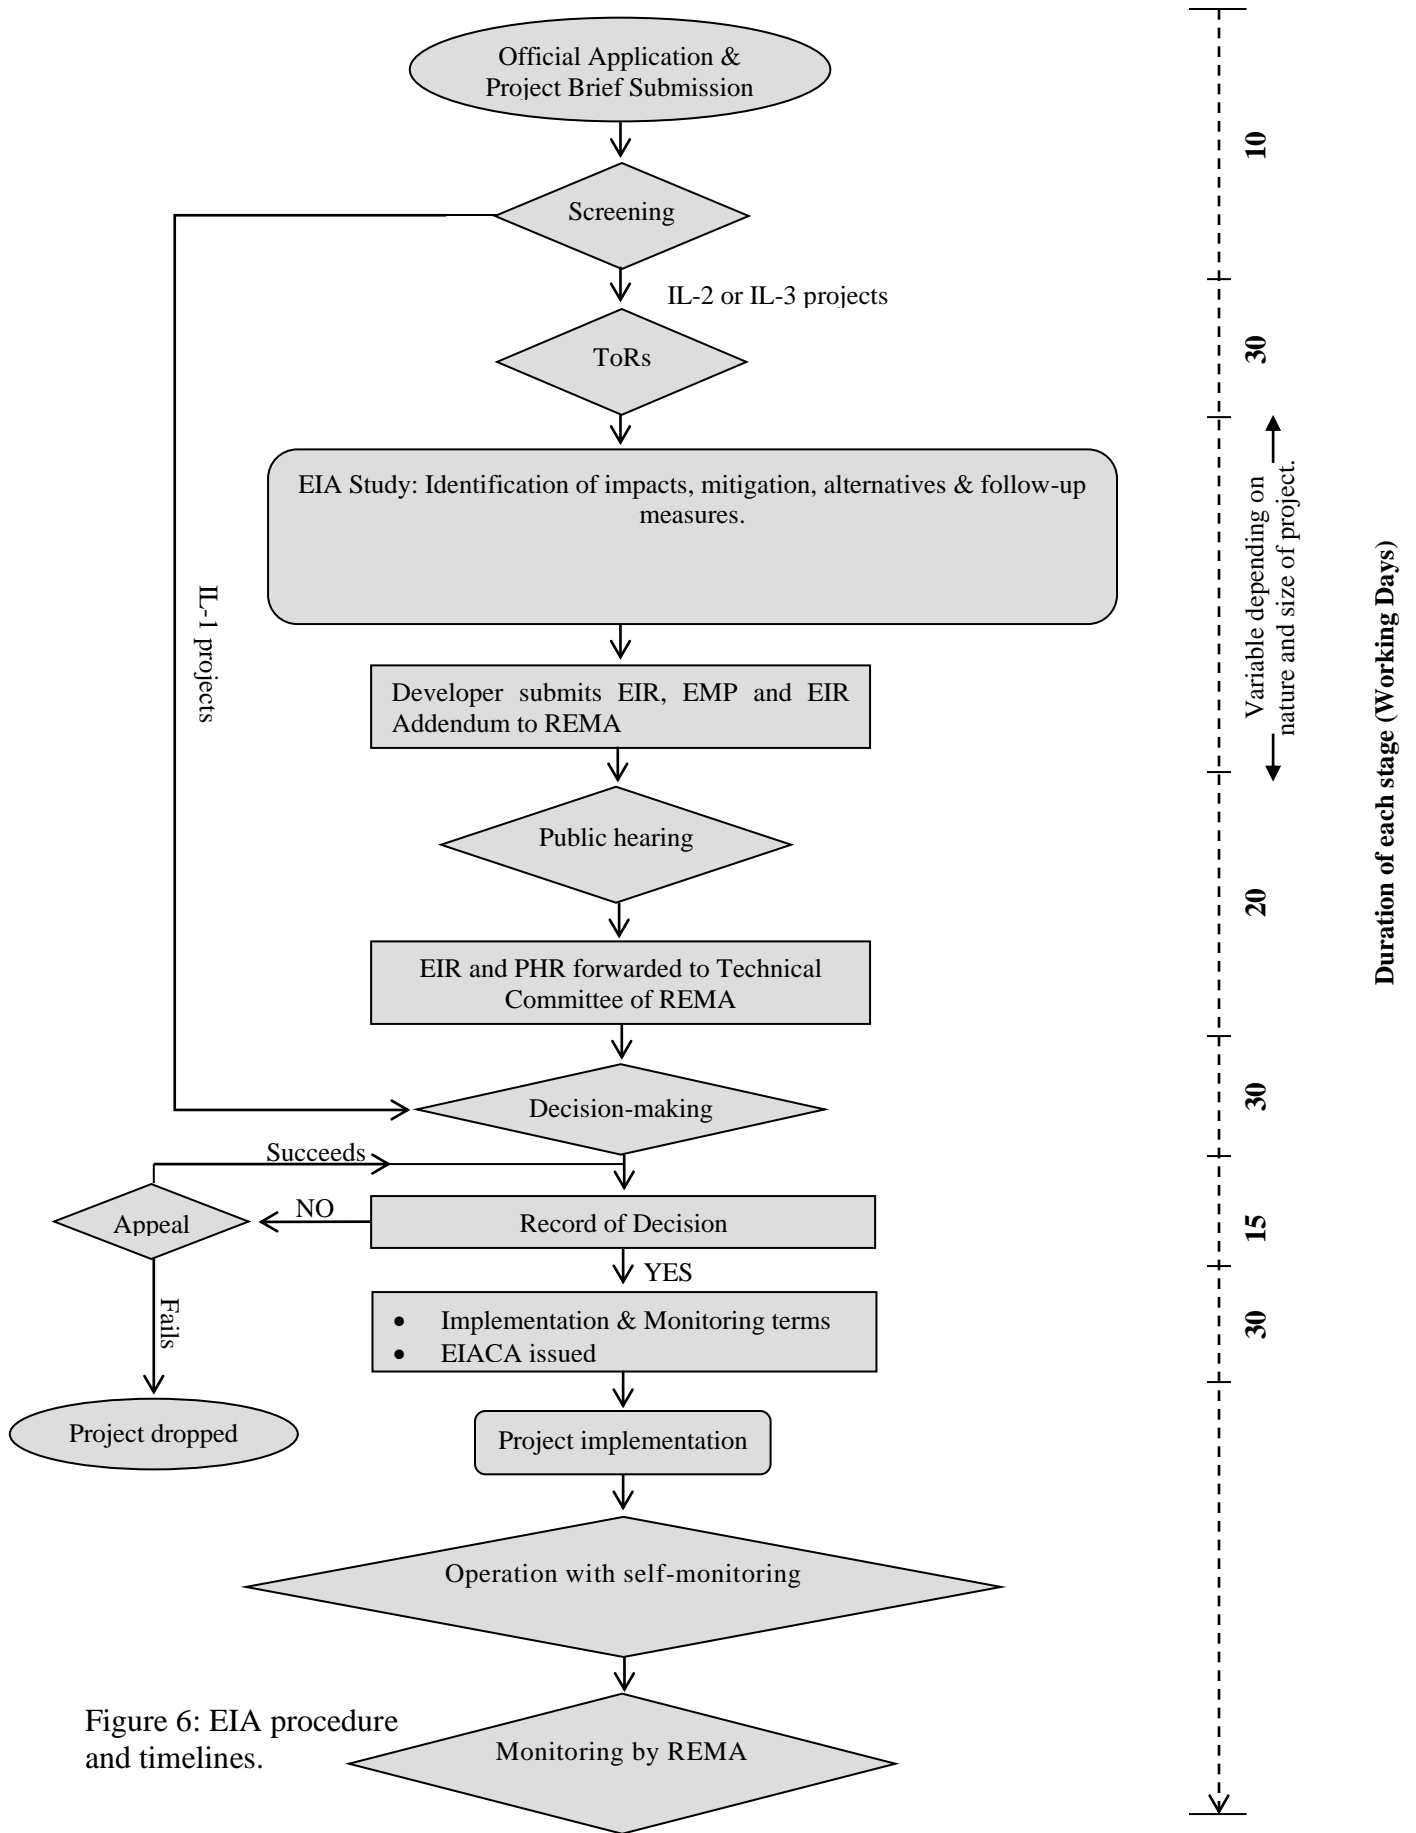 Official Application &
Project Brief Submission
10
Screening
IL-2 or IL-3 projects
ToRs
30
EIA Study: Identification of impacts, mitigation, alternatives & follow-up
measures.
Variable depending on
nature and size of project.
IL-1 projects
Duration of each stage (Working Days)
Developer submits EIR, EMP and EIR
Addendum to REMA
Public hearing
20
EIR and PHR forwarded to Technical
Committee of REMA
Decision-making
30
Succeeds
Appeal
NO
Record of Decision
15
YES
Fails
• Implementation & Monitoring terms
• EIACA issued
30
Project dropped
Project implementation
Operation with self-monitoring
Figure 6: EIA procedure
and timelines.
Monitoring by REMA